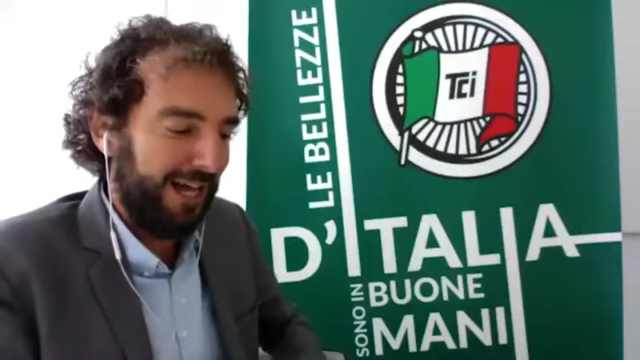 TCi
LE BELLEZZE
D'ITALIA
SONO IN
BUONE
MANI